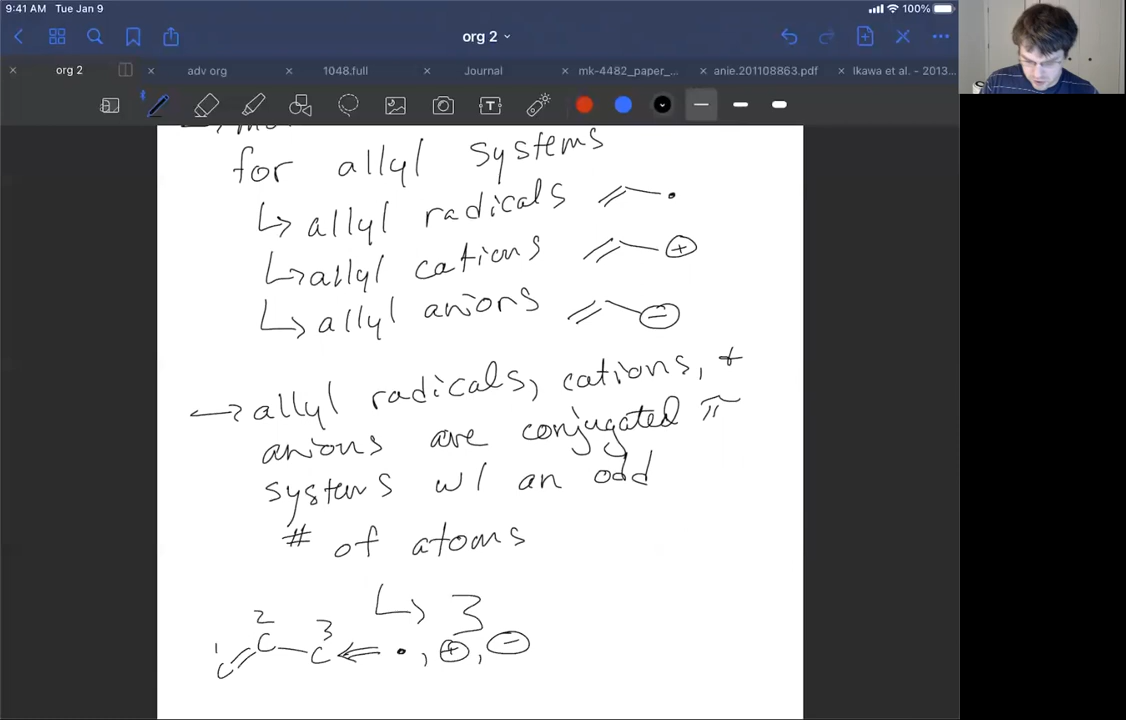 9:41 AM Tue Jan 9
100%
org 2
org 2
adv org
1048.full
Journal
mk-4482_paper_...
anie.201108863.pdf
Ikawa et al. - 2013...
T
for allyl systems
↳ allyl radicals
↳ allyl cations +
↳ allyl anions −
→ allyl radicals, cations, +
anions are conjugated π
systems w/ an odd
# of atoms
↳ 3
1 2 3
C C C ⇐ •, +, −